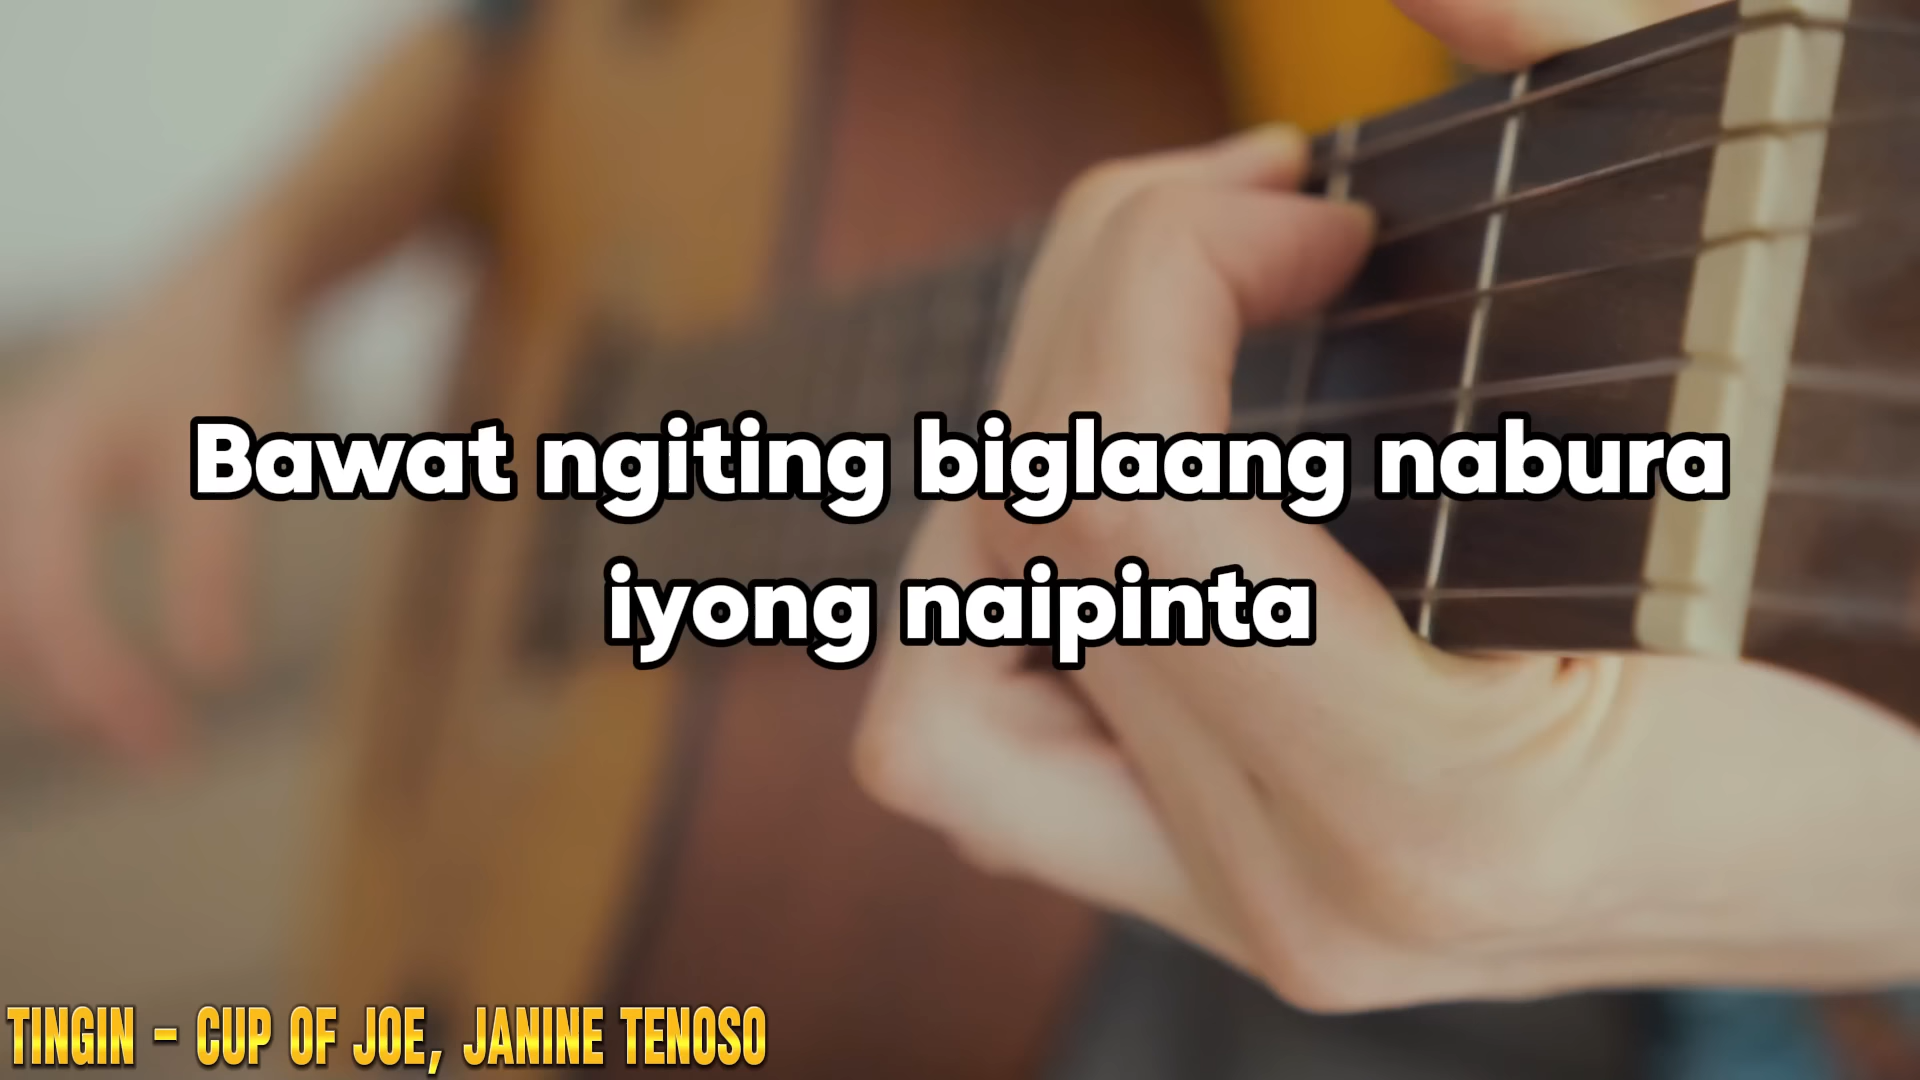 Bawat ngiting biglaang nabura
iyong naipinta
TINGIN - CUP OF JOE, JANINE TENOSO